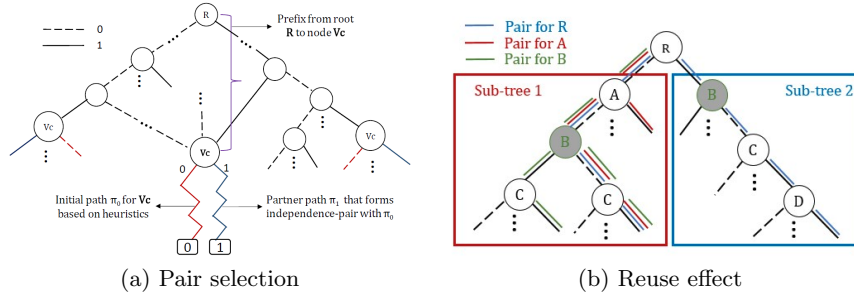 0
1
R
Prefix from root
R to node Vc
Vc
Vc
Vc
0
1
Initial path π0 for Vc
based on heuristics
Partner path π1 that forms
independence-pair with π0
0
1
(a) Pair selection
Pair for R
Pair for A
Pair for B
R
Sub-tree 1
A
B
Sub-tree 2
B
C
C
C
D
(b) Reuse effect